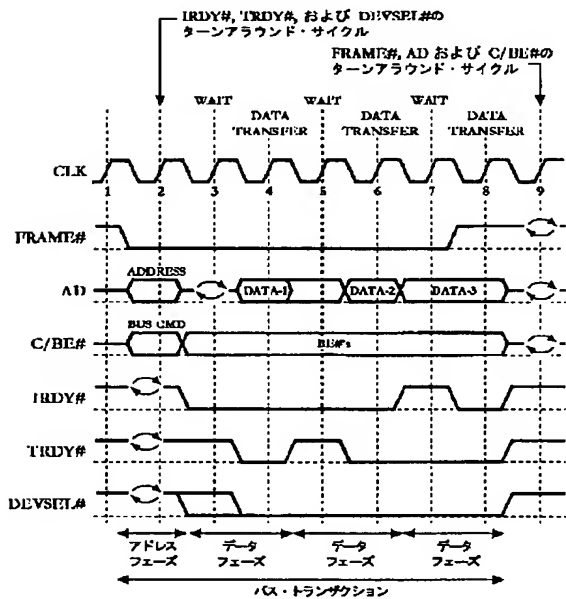 IRDY#, TRDY#, および DEVSEL#の
ターンアラウンド・サイクル
FRAME#, AD および C/BE#の
ターンアラウンド・サイクル
WAIT WAIT WAIT
DATA TRANSFER DATA TRANSFER DATA TRANSFER
CLK
1 2 3 4 5 6 7 8 9
FRAME#
ADDRESS
AD DATA-1 DATA-2 DATA-3
BUS CMD
C/BE# BE#'s
IRDY#
TRDY#
DEVSEL#
アドレス データ データ データ
フェーズ フェーズ フェーズ フェーズ
バス・トランザクション